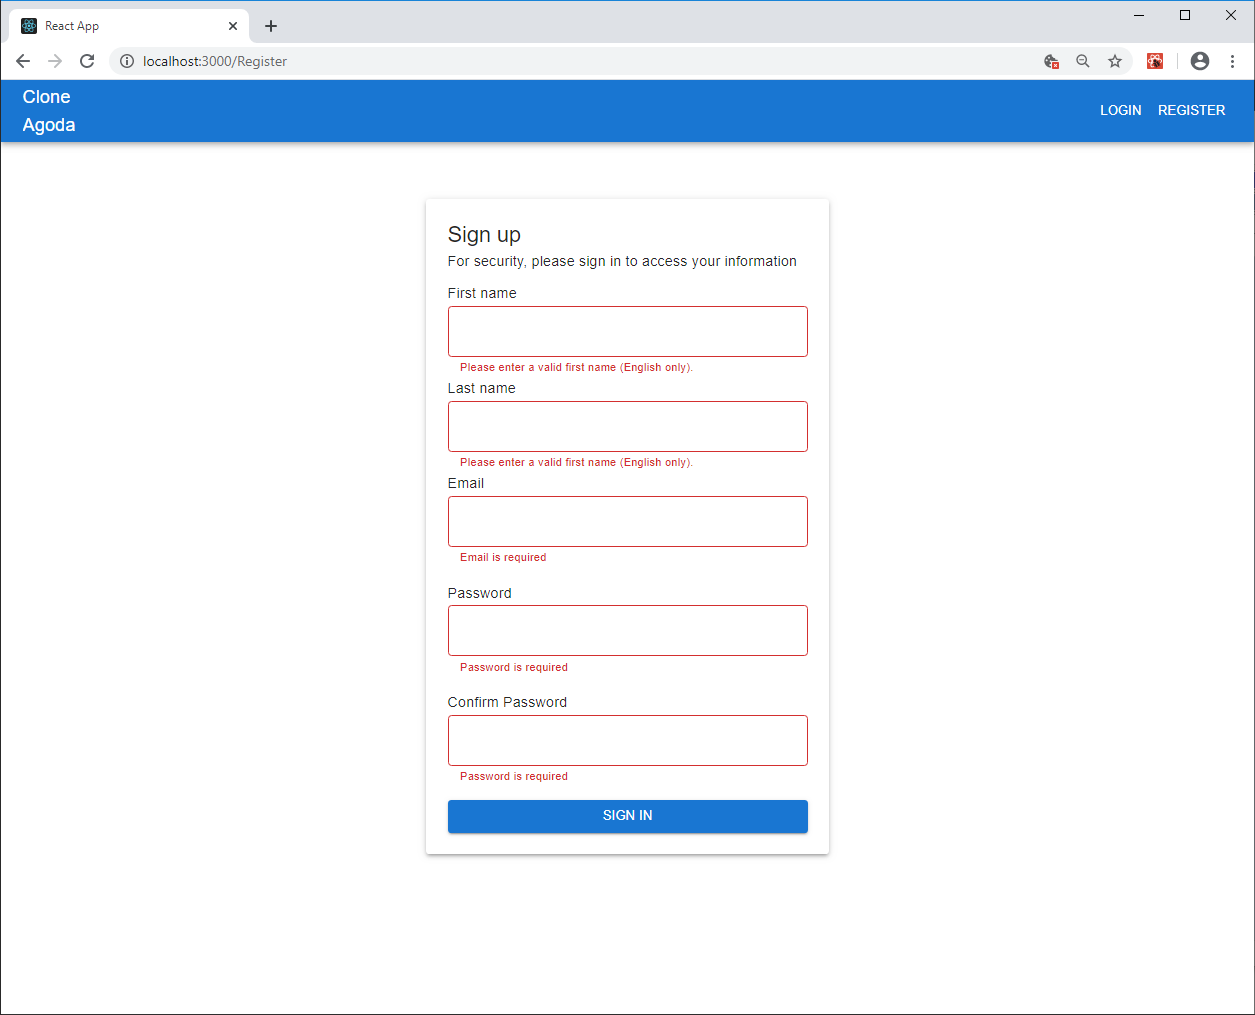 React App
localhost:3000/Register
Clone
Agoda
LOGIN
REGISTER
Sign up
For security, please sign in to access your information
First name
Please enter a valid first name (English only).
Last name
Please enter a valid first name (English only).
Email
Email is required
Password
Password is required
Confirm Password
Password is required
SIGN IN